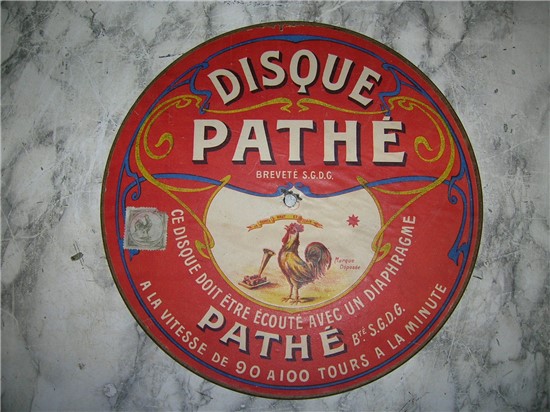 DISQUE
PATHÉ
BREVETÉ S.G.D.G.
Marque
Déposée
CE DISQUE DOIT ÊTRE ÉCOUTÉ AVEC UN DIAPHRAGME
PATHÉ Bté S.G.D.G.
A LA VITESSE DE 90 A 100 TOURS A LA MINUTE